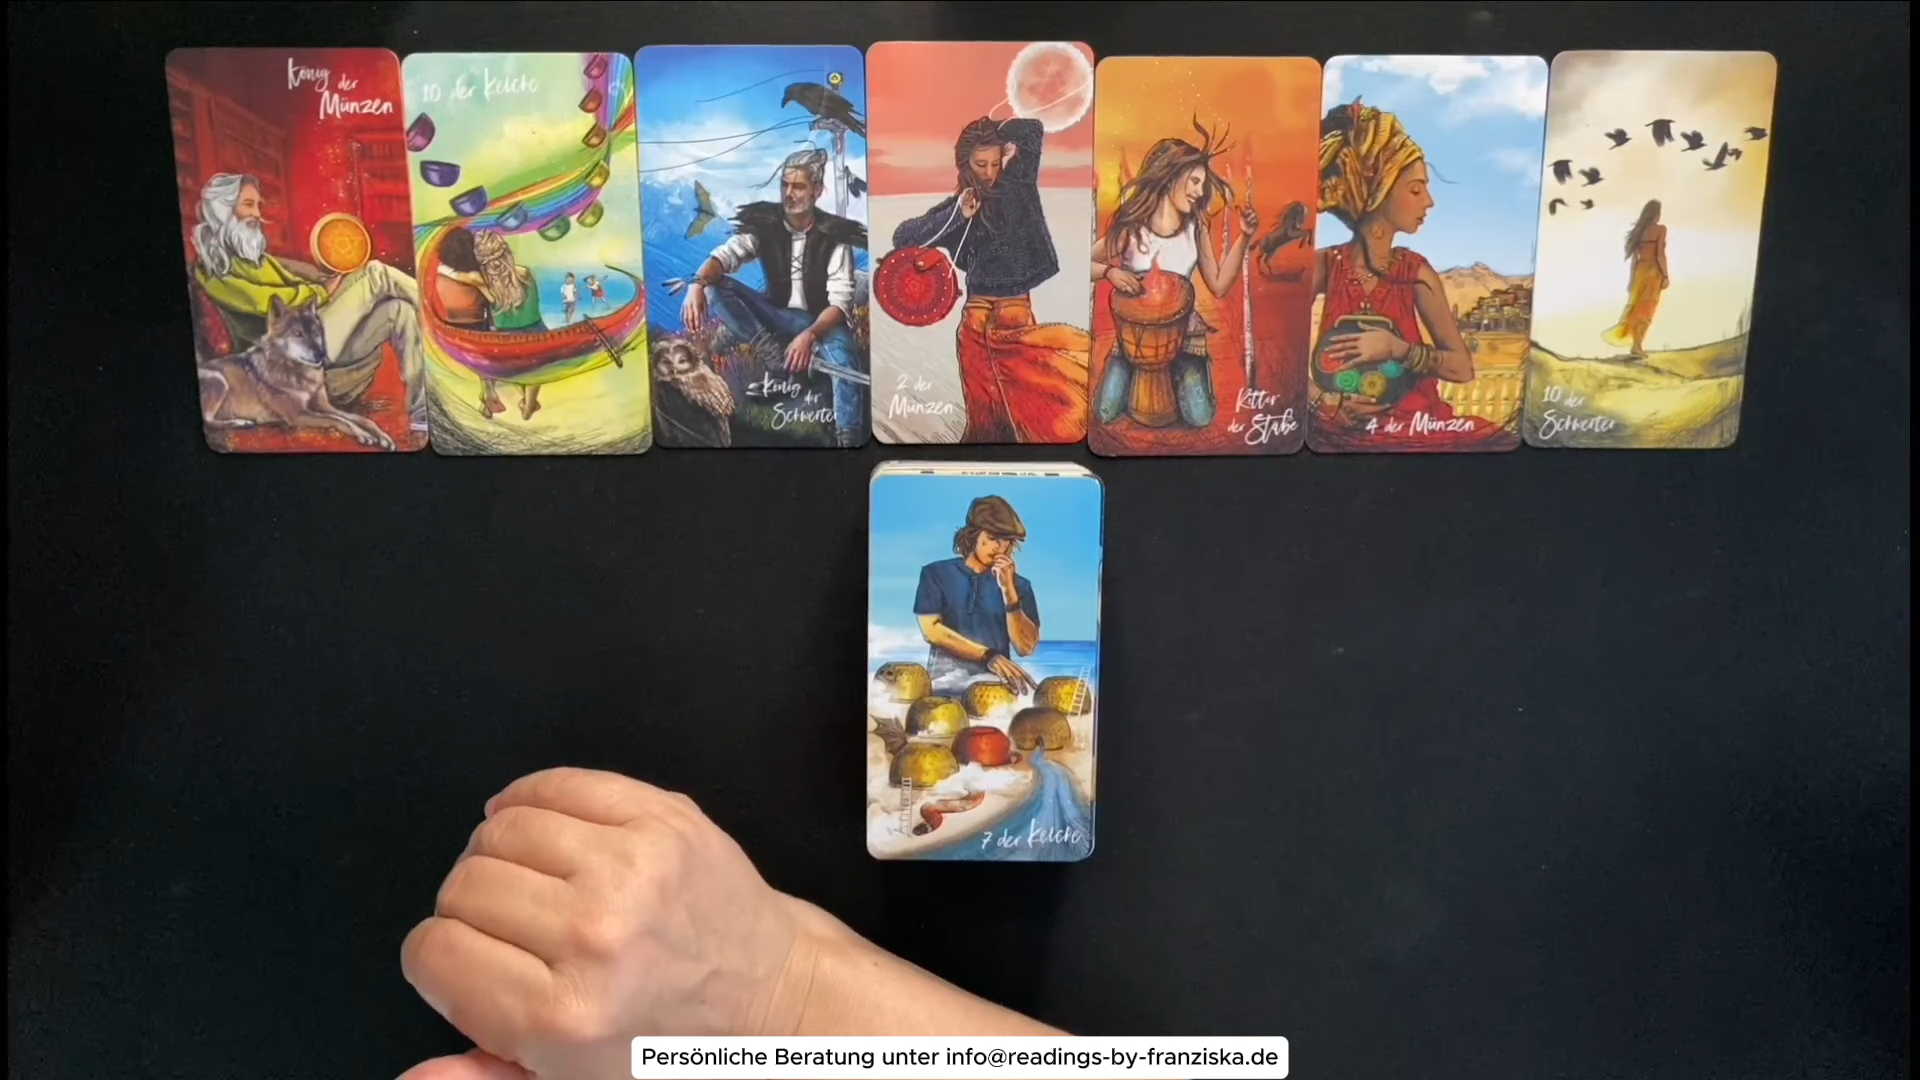 König der
Münzen
10 der Kelche
König
der
Schwerter
2 der
Münzen
Ritter
der Stäbe
4 der Münzen
10 der
Schwerter
7 der Kelche
Persönliche Beratung unter info@readings-by-franziska.de